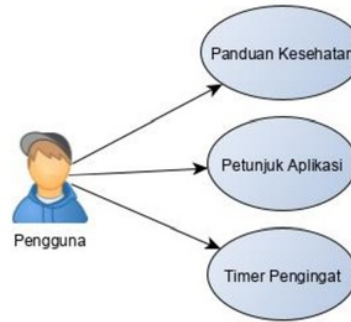 Panduan Kesehatan
Petunjuk Aplikasi
Pengguna
Timer Pengingat